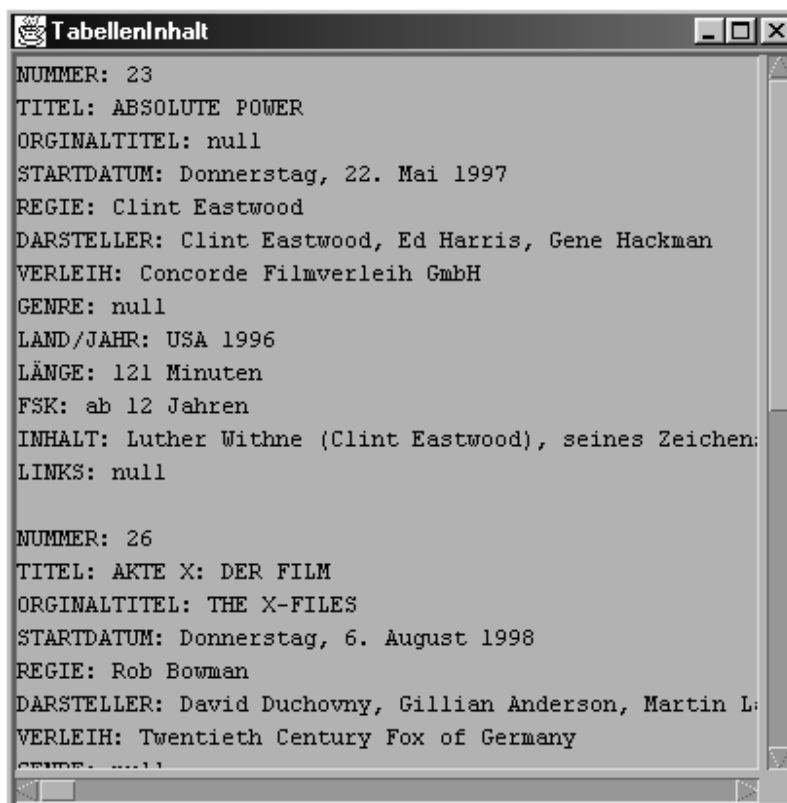 TabellenInhalt
NUMMER: 23
TITEL: ABSOLUTE POWER
ORGINALTITEL: null
STARTDATUM: Donnerstag, 22. Mai 1997
REGIE: Clint Eastwood
DARSTELLER: Clint Eastwood, Ed Harris, Gene Hackman
VERLEIH: Concorde Filmverleih GmbH
GENRE: null
LAND/JAHR: USA 1996
LÄNGE: 121 Minuten
FSK: ab 12 Jahren
INHALT: Luther Withne (Clint Eastwood), seines Zeichen
LINKS: null
NUMMER: 26
TITEL: AKTE X: DER FILM
ORGINALTITEL: THE X-FILES
STARTDATUM: Donnerstag, 6. August 1998
REGIE: Rob Bowman
DARSTELLER: David Duchovny, Gillian Anderson, Martin
VERLEIH: Twentieth Century Fox of Germany
GENRE: null